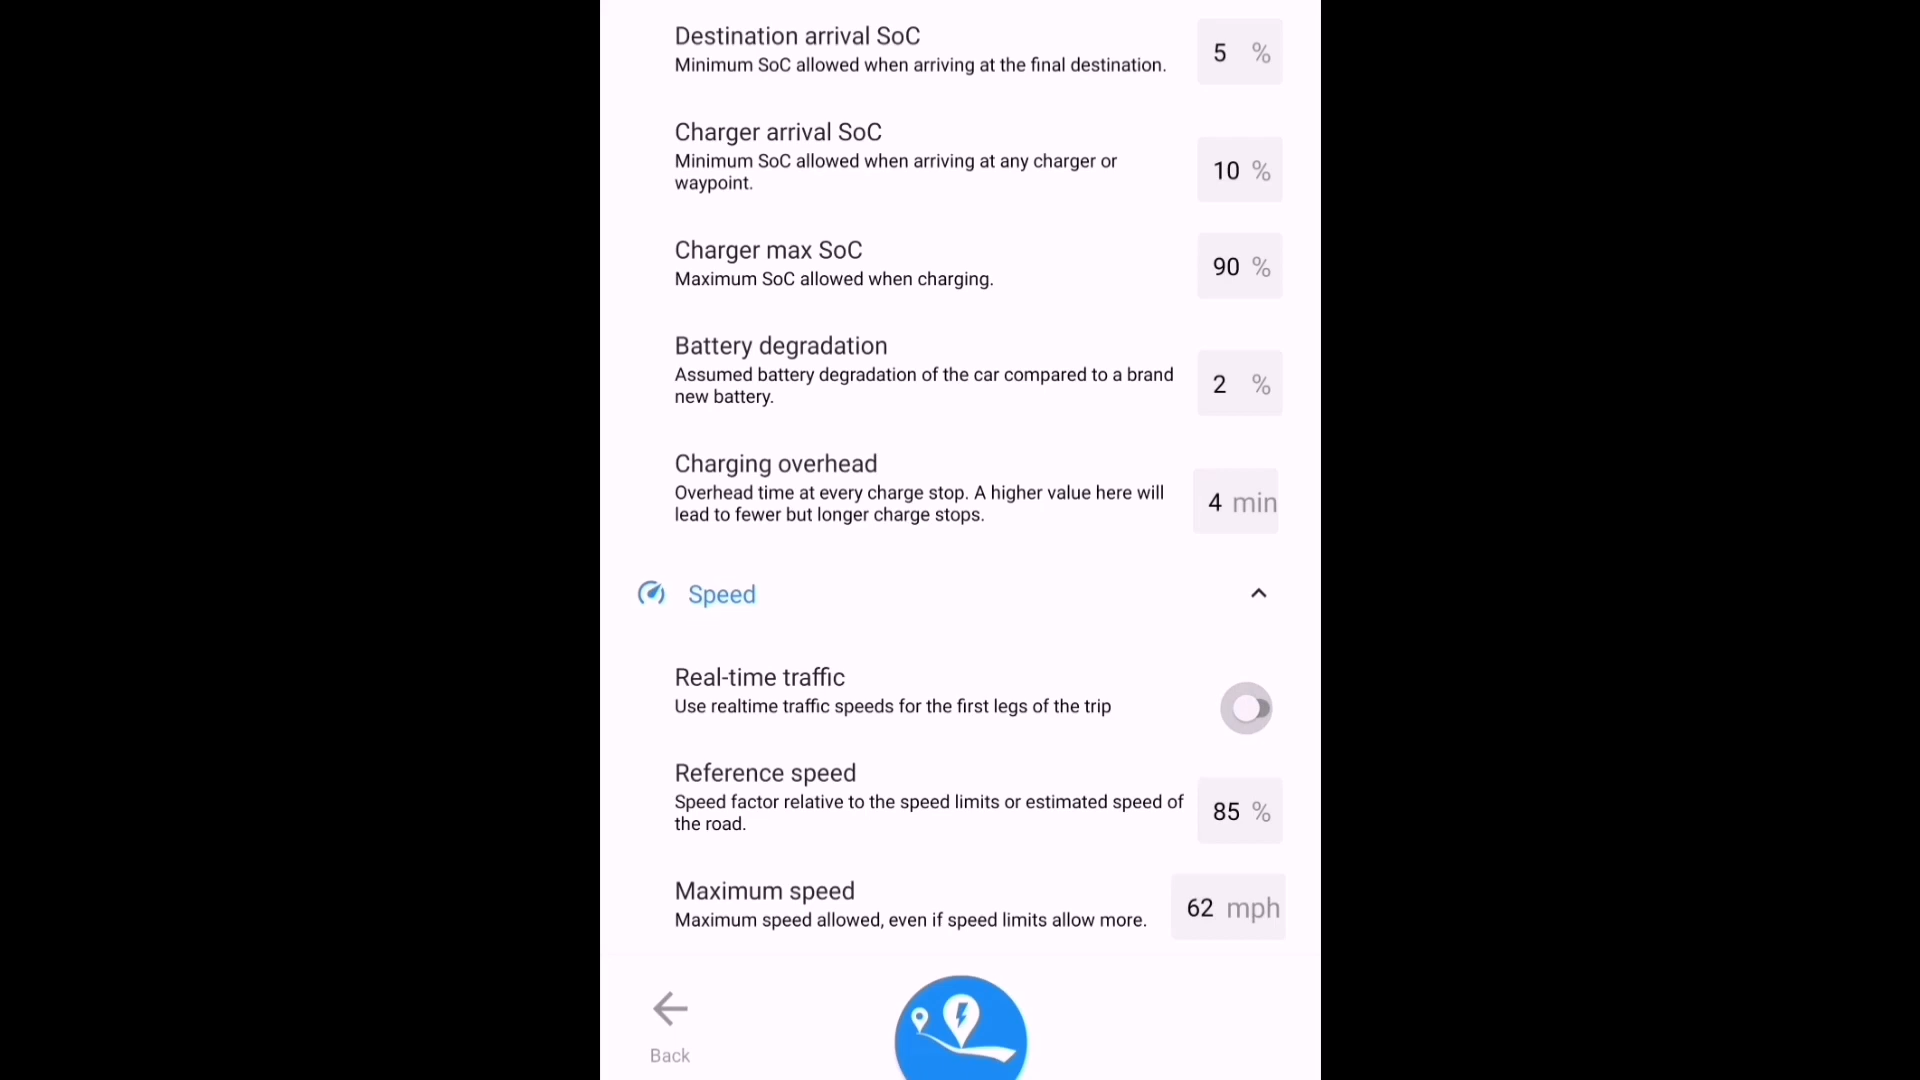 Destination arrival SoC
Minimum SoC allowed when arriving at the final destination.
5 %
Charger arrival SoC
Minimum SoC allowed when arriving at any charger or
waypoint.
10 %
Charger max SoC
Maximum SoC allowed when charging.
90 %
Battery degradation
Assumed battery degradation of the car compared to a brand
new battery.
2 %
Charging overhead
Overhead time at every charge stop. A higher value here will
lead to fewer but longer charge stops.
4 min
Speed
Real-time traffic
Use realtime traffic speeds for the first legs of the trip
Reference speed
Speed factor relative to the speed limits or estimated speed of
the road.
85 %
Maximum speed
Maximum speed allowed, even if speed limits allow more.
62 mph
Back